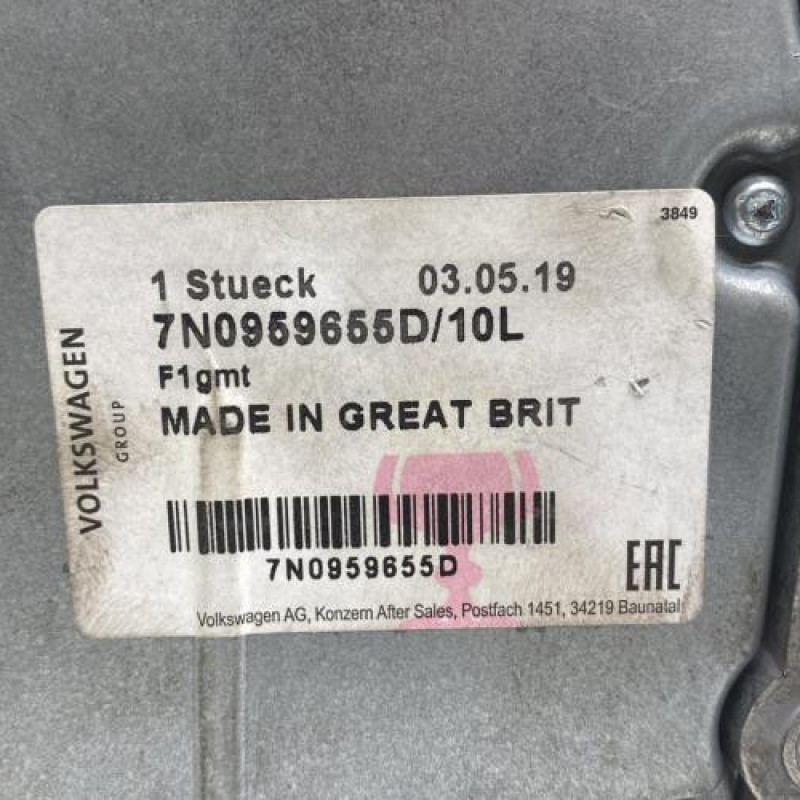 3849
1 Stueck 03.05.19
7N0959655D/10L
F1gmt
MADE IN GREAT BRIT
VOLKSWAGEN
GROUP
7N0959655D
EAC
Volkswagen AG, Konzern After Sales, Postfach 1451, 34219 Baunatal